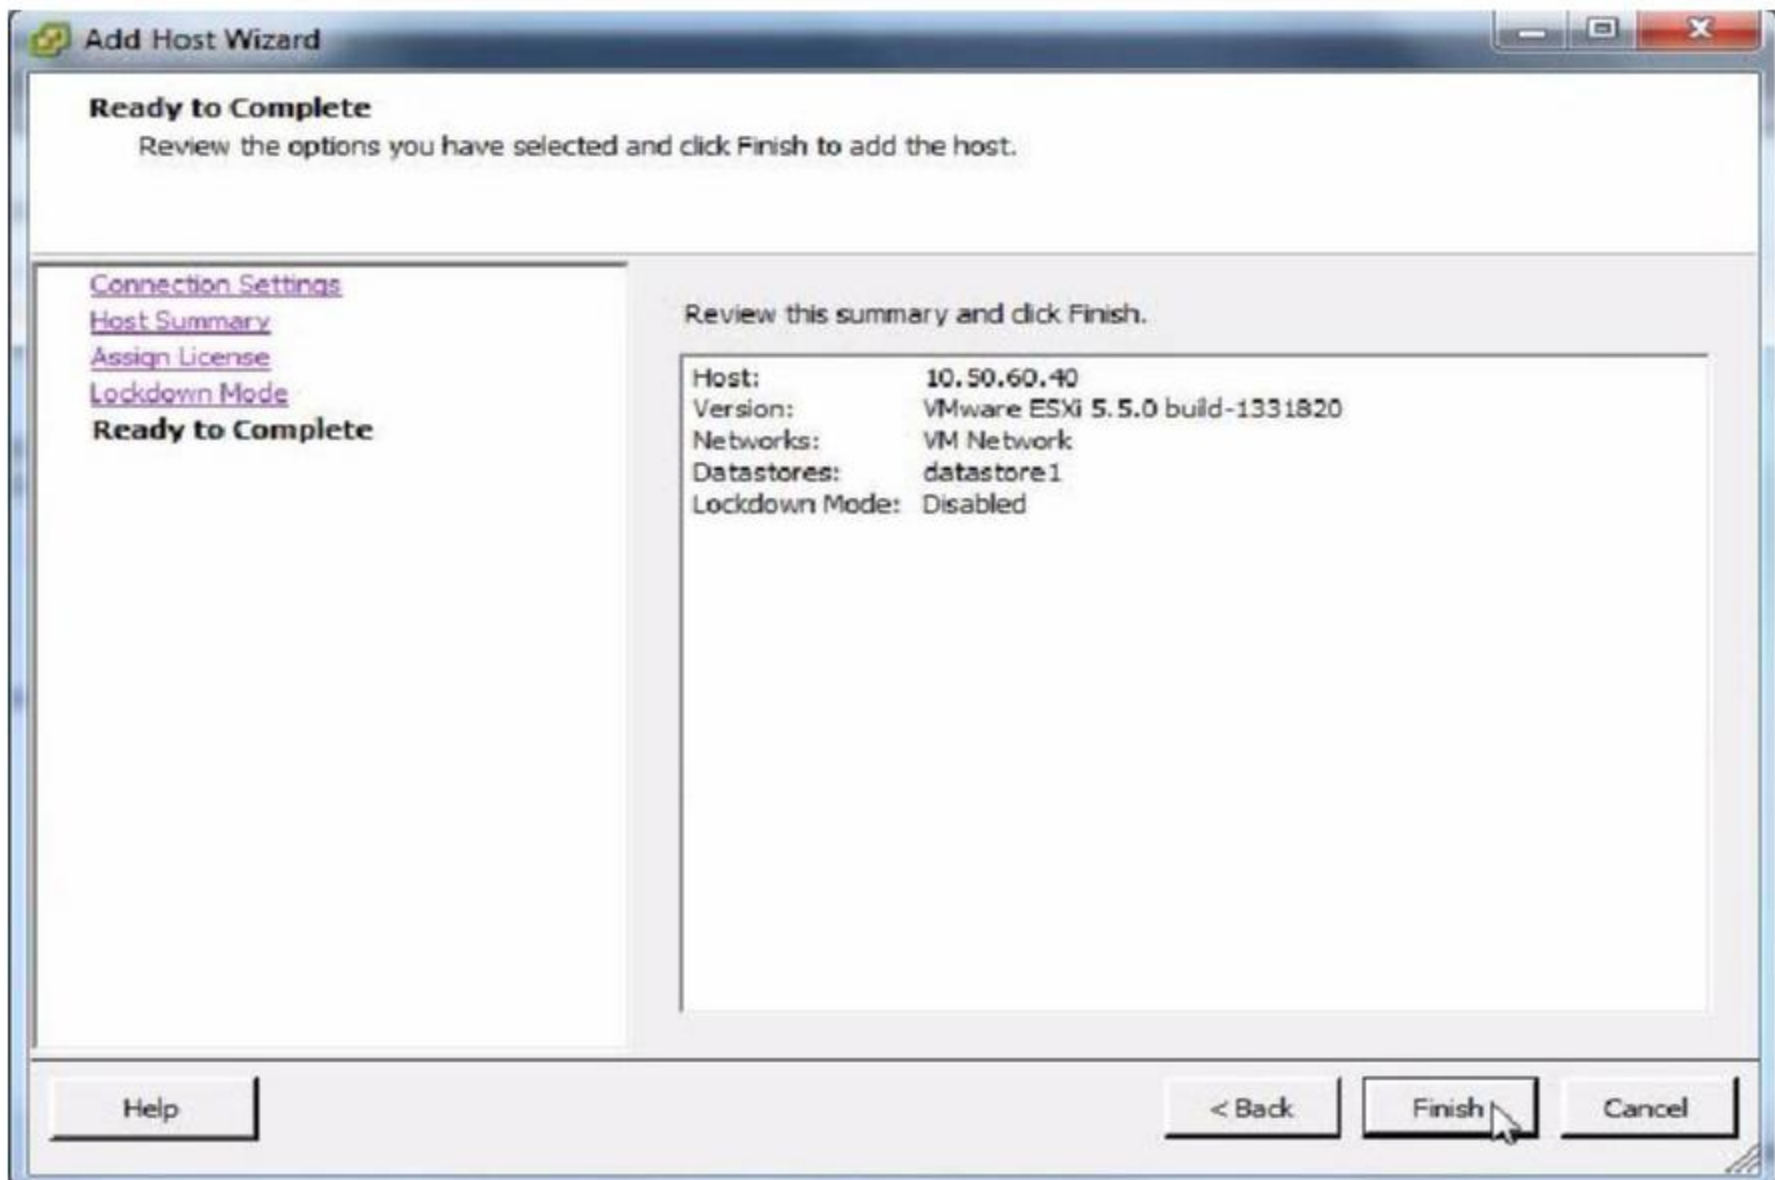 Add Host Wizard
Ready to Complete
Review the options you have selected and click Finish to add the host.
Connection Settings
Host Summary
Assign License
Lockdown Mode
Ready to Complete
Review this summary and click Finish.
Host: 10.50.60.40
Version: VMware ESXi 5.5.0 build-1331820
Networks: VM Network
Datastores: datastore1
Lockdown Mode: Disabled
Help
< Back
Finish
Cancel